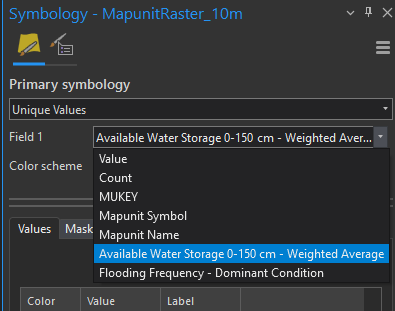 Symbology - MapunitRaster_10m
Primary symbology
Unique Values
Field 1 Available Water Storage 0-150 cm - Weighted Aver...
Color scheme
Value
Count
MUKEY
Mapunit Symbol
Mapunit Name
Available Water Storage 0-150 cm - Weighted Average
Flooding Frequency - Dominant Condition
Values Mask
Color Value Label